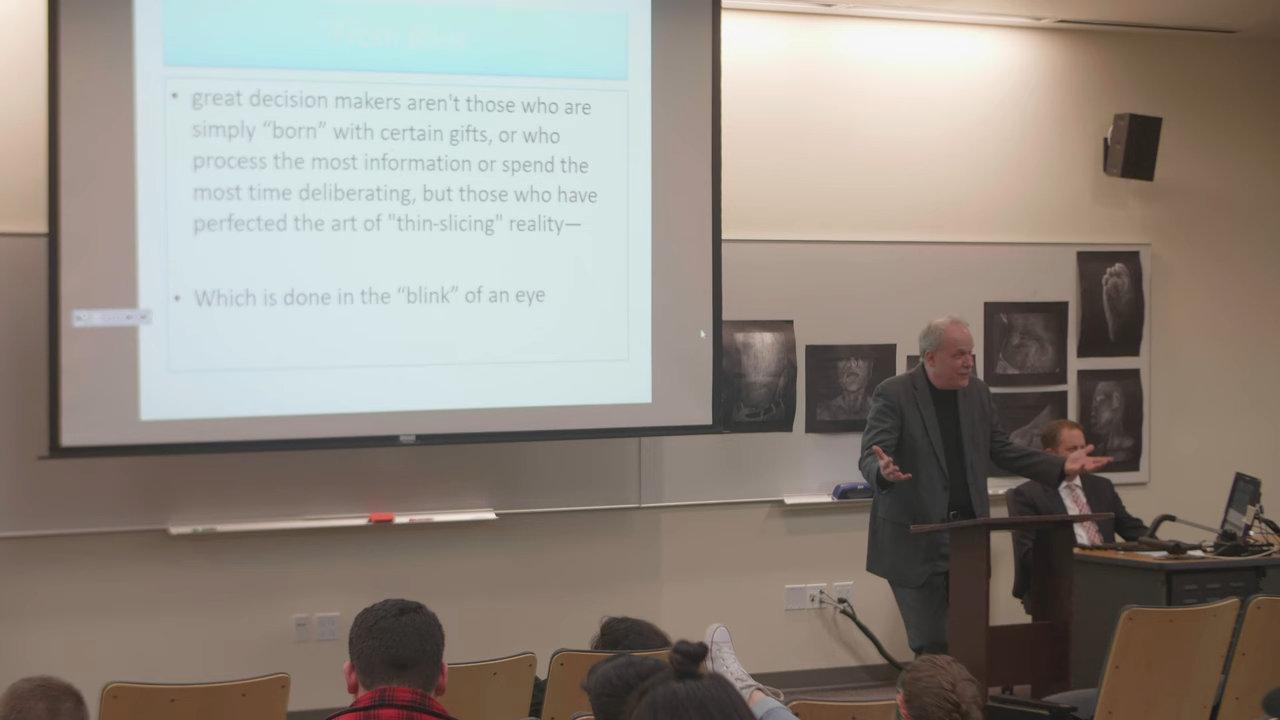 • great decision makers aren't those who are
simply “born” with certain gifts, or who
process the most information or spend the
most time deliberating, but those who have
perfected the art of "thin-slicing" reality—
• Which is done in the “blink” of an eye